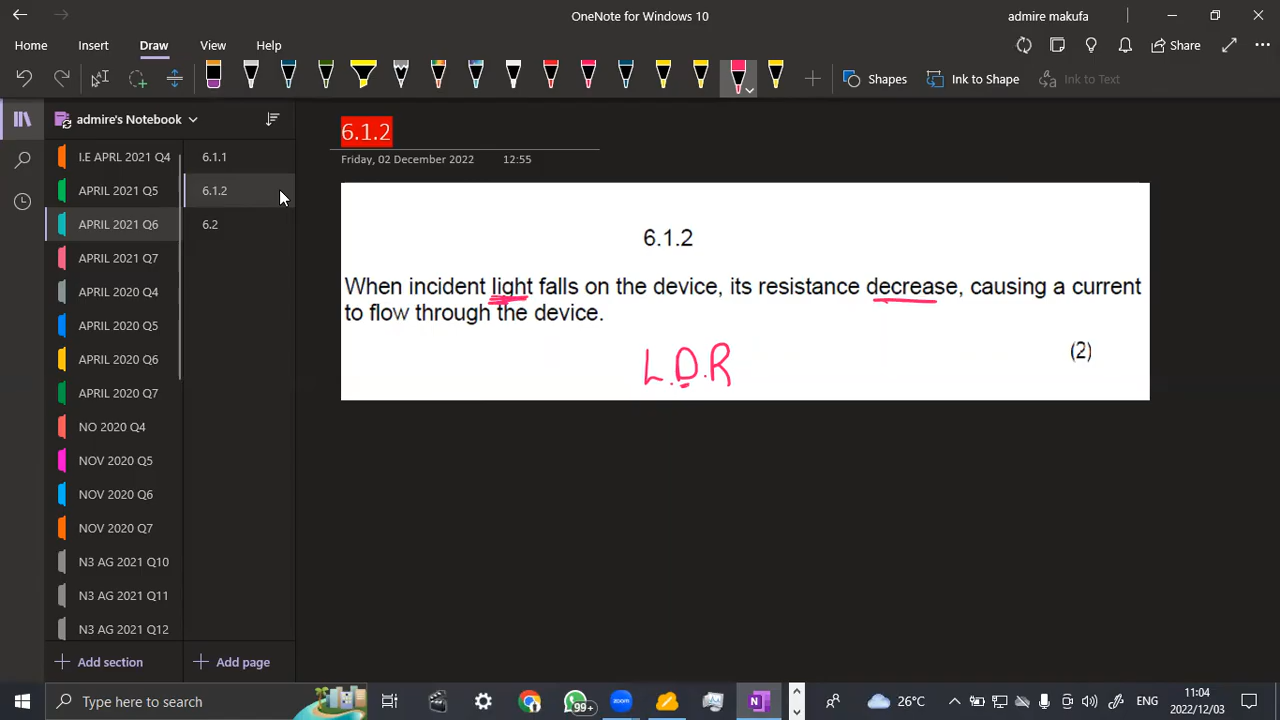 OneNote for Windows 10
admire makufa
Home
Insert
Draw
View
Help
Share
Shapes
Ink to Shape
Ink to Text
admire's Notebook
I.E APRL 2021 Q4
APRIL 2021 Q5
APRIL 2021 Q6
APRIL 2021 Q7
APRIL 2020 Q4
APRIL 2020 Q5
APRIL 2020 Q6
APRIL 2020 Q7
NO 2020 Q4
NOV 2020 Q5
NOV 2020 Q6
NOV 2020 Q7
N3 AG 2021 Q10
N3 AG 2021 Q11
N3 AG 2021 Q12
Add section
6.1.1
6.1.2
6.2
Add page
6.1.2
Friday, 02 December 2022 12:55
6.1.2
When incident light falls on the device, its resistance decrease, causing a current
to flow through the device.
(2)
L.D.R
Type here to search
99+
zoom
26°C
ENG
11:04
2022/12/03